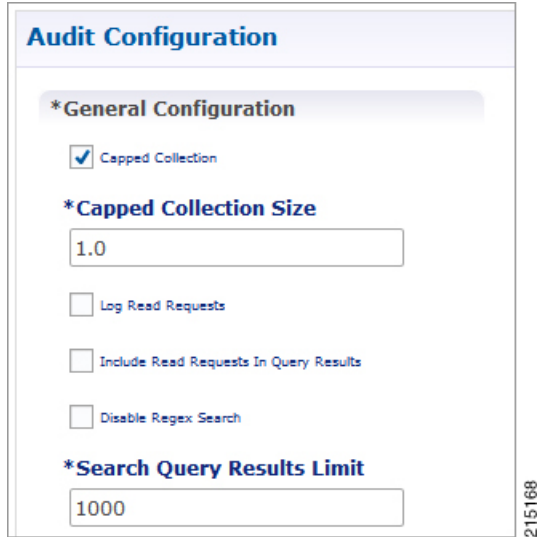 Audit Configuration
*General Configuration
Capped Collection
*Capped Collection Size
1.0
Log Read Requests
Include Read Requests In Query Results
Disable Regex Search
*Search Query Results Limit
1000
215168